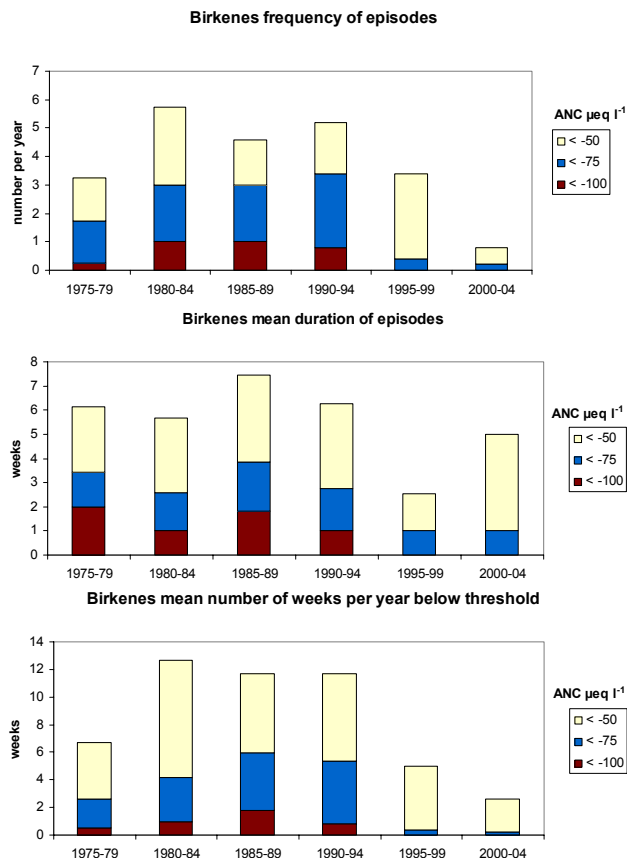 Birkenes frequency of episodes
7
6
5
4
3
2
1
0
number per year
1975-79 1980-84 1985-89 1990-94 1995-99 2000-04
ANC µeq l⁻¹
< -50
< -75
< -100
Birkenes mean duration of episodes
8
7
6
5
4
3
2
1
0
weeks
1975-79 1980-84 1985-89 1990-94 1995-99 2000-04
ANC µeq l⁻¹
< -50
< -75
< -100
Birkenes mean number of weeks per year below threshold
14
12
10
8
6
4
2
0
weeks
1975-79 1980-84 1985-89 1990-94 1995-99 2000-04
ANC µeq l⁻¹
< -50
< -75
< -100